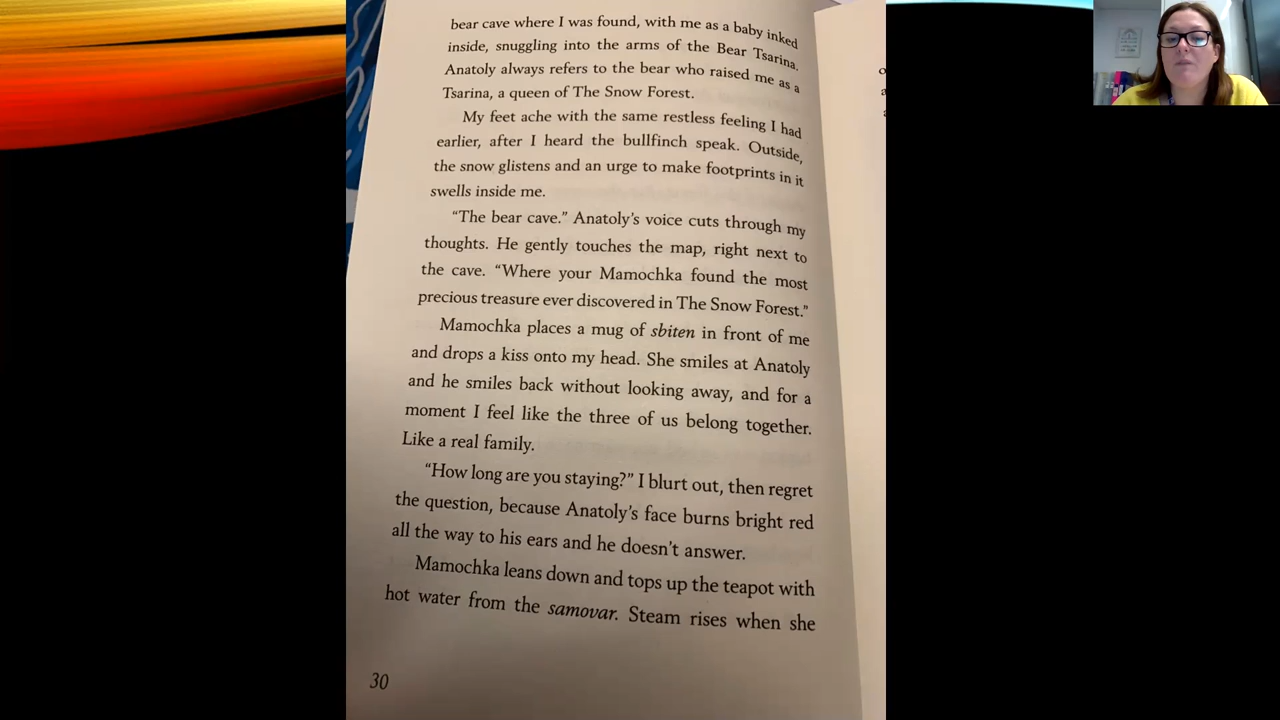 bear cave where I was found, with me as a baby inked
inside, snuggling into the arms of the Bear Tsarina.
Anatoly always refers to the bear who raised me as a
Tsarina, a queen of The Snow Forest.
My feet ache with the same restless feeling I had
earlier, after I heard the bullfinch speak. Outside,
the snow glistens and an urge to make footprints in it
swells inside me.
“The bear cave.” Anatoly’s voice cuts through my
thoughts. He gently touches the map, right next to
the cave. “Where your Mamochka found the most
precious treasure ever discovered in The Snow Forest.”
Mamochka places a mug of sbiten in front of me
and drops a kiss onto my head. She smiles at Anatoly
and he smiles back without looking away, and for a
moment I feel like the three of us belong together.
Like a real family.
“How long are you staying?” I blurt out, then regret
the question, because Anatoly’s face burns bright red
all the way to his ears and he doesn’t answer.
Mamochka leans down and tops up the teapot with
hot water from the samovar. Steam rises when she
30